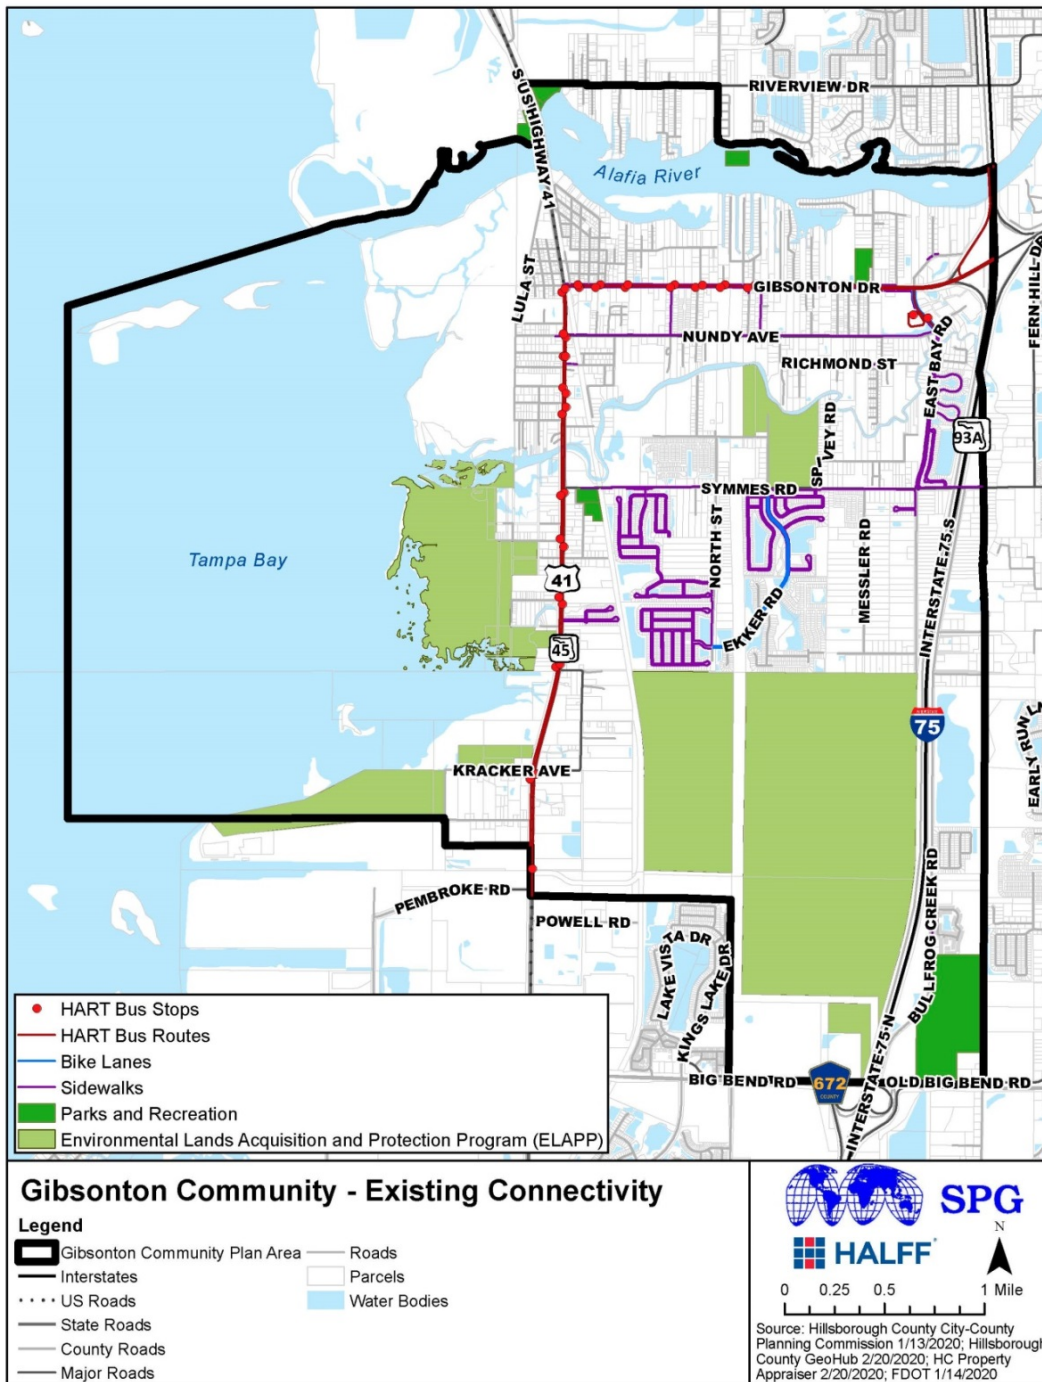 RIVERVIEW DR
S US HIGHWAY 41
Alafia River
FERN HILL DR
LULA ST
GIBSONTON DR
NUNDY AVE
RICHMOND ST
EAST BAY RD
93A
SPIVEY RD
SYMMES RD
NORTH ST
MESSLER RD
INTERSTATE 75 S
Tampa Bay
41
EKKER RD
45
75
KRACKER AVE
EARLY RUN
BULLFROG CREEK RD
PEMBROKE RD
POWELL RD
LAKE VISTA DR
KINGS LAKE DR
INTERSTATE 75 N
BIG BEND RD
672
COUNTY
OLD BIG BEND RD
HART Bus Stops
HART Bus Routes
Bike Lanes
Sidewalks
Parks and Recreation
Environmental Lands Acquisition and Protection Program (ELAPP)
Gibsonton Community - Existing Connectivity
Legend
Gibsonton Community Plan Area
Interstates
US Roads
State Roads
County Roads
Major Roads
Roads
Parcels
Water Bodies
SPG
HALFF
N
0 0.25 0.5 1 Mile
Source: Hillsborough County City-County
Planning Commission 1/13/2020; Hillsborough
County GeoHub 2/20/2020; HC Property
Appraiser 2/20/2020; FDOT 1/14/2020